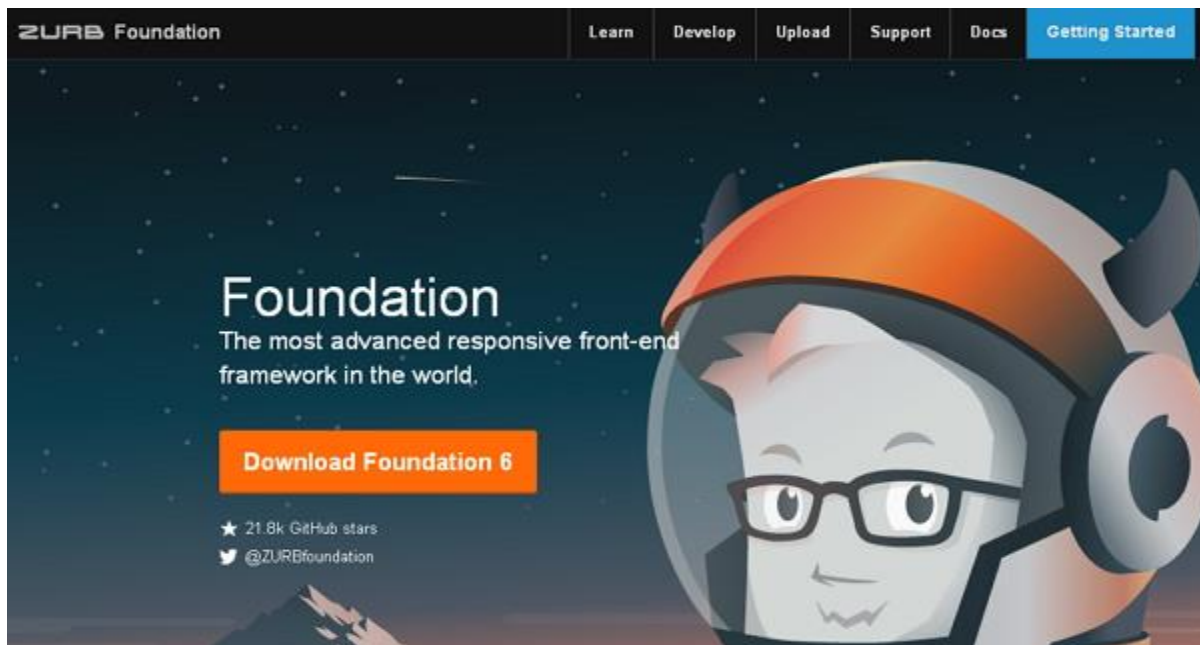 ZURB Foundation
Learn
Develop
Upload
Support
Docs
Getting Started
Foundation
The most advanced responsive front-end
framework in the world.
Download Foundation 6
21.8k GitHub stars
@ZURBfoundation